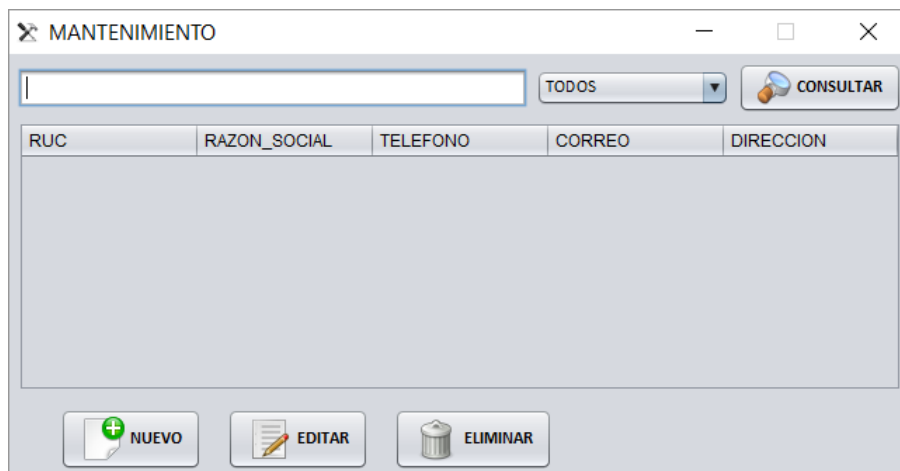 MANTENIMIENTO
TODOS CONSULTAR
RUC RAZON_SOCIAL TELEFONO CORREO DIRECCION
NUEVO EDITAR ELIMINAR